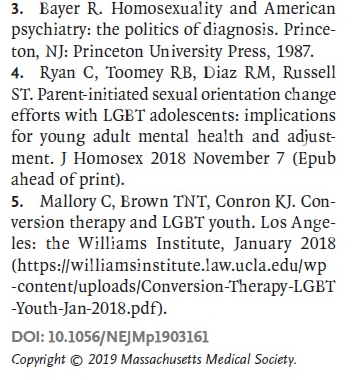 3. Bayer R. Homosexuality and American
psychiatry: the politics of diagnosis. Prince-
ton, NJ: Princeton University Press, 1987.
4. Ryan C, Toomey RB, Diaz RM, Russell
ST. Parent-initiated sexual orientation change
efforts with LGBT adolescents: implications
for young adult mental health and adjust-
ment. J Homosex 2018 November 7 (Epub
ahead of print).
5. Mallory C, Brown TNT, Conron KJ. Con-
version therapy and LGBT youth. Los Ange-
les: the Williams Institute, January 2018
(https://williamsinstitute.law.ucla.edu/wp
-content/uploads/Conversion-Therapy-LGBT
-Youth-Jan-2018.pdf).
DOI: 10.1056/NEJMp1903161
Copyright © 2019 Massachusetts Medical Society.